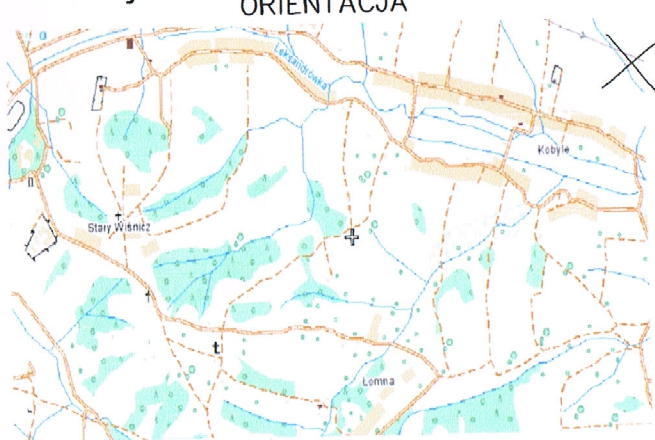 ORIENTACJA
Leksandrówka
Kobyle
Stary Wiśnicz
Łomna